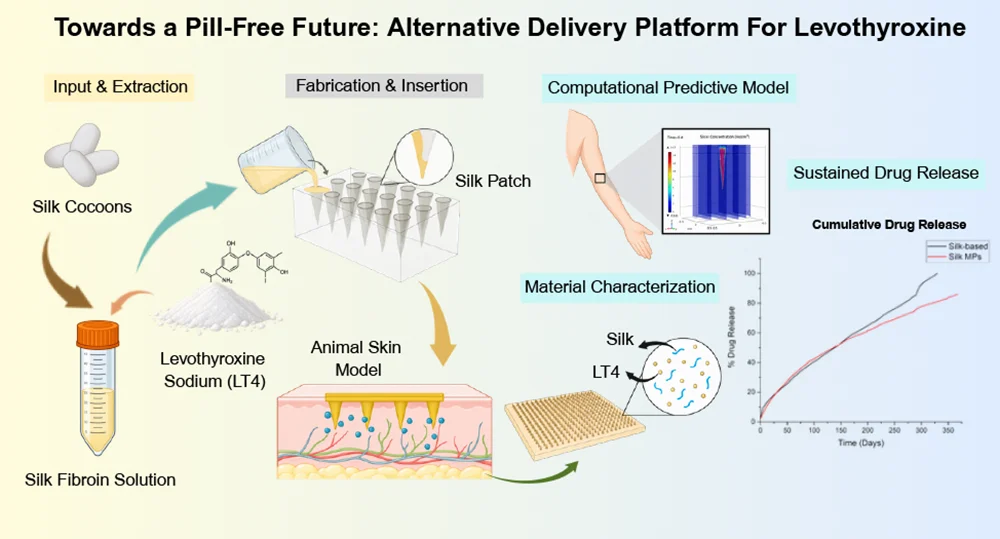 Towards a Pill-Free Future: Alternative Delivery Platform For Levothyroxine
Input & Extraction
Silk Cocoons
Silk Fibroin Solution
OH
O
O
NH₂
OH
I
Levothyroxine
Sodium (LT4)
Fabrication & Insertion
Silk Patch
Animal Skin
Model
Computational Predictive Model
Material Characterization
Silk
LT4
Sustained Drug Release
Cumulative Drug Release
Silk-based
Silk MPs
% Drug Release
100
80
60
40
20
0
0 50 100 150 200 250 300 350
Time (Days)